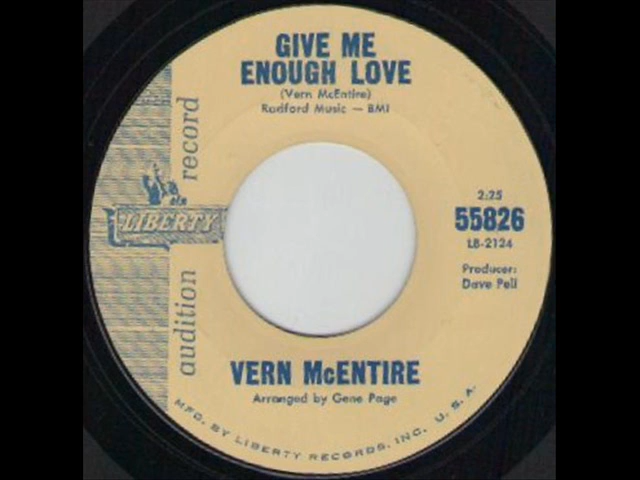 GIVE ME
ENOUGH LOVE
(Vern McEntire)
Radford Music — BMI
audition record
LIBERTY
2:25
55826
LB-2124
Producer:
Dave Pell
VERN McENTIRE
Arranged by Gene Page
MFG. BY LIBERTY RECORDS, INC. U. S. A.